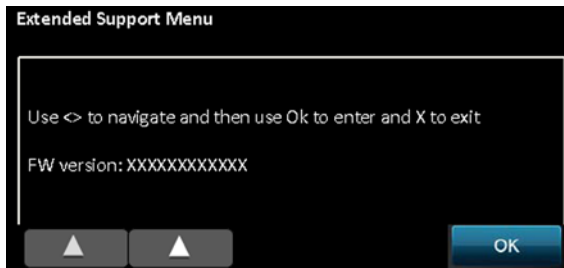 Extended Support Menu
Use <> to navigate and then use Ok to enter and X to exit
FW version: XXXXXXXXXXXX
OK